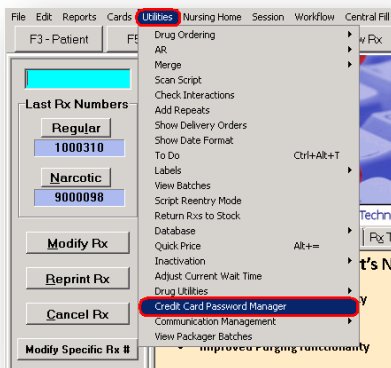 File Edit Reports Cards Utilities Nursing Home Session Workflow Central Fill
F3 - Patient
Drug Ordering
AR
Merge
Scan Script
Check Interactions
Add Repeats
Show Delivery Orders
Show Date Format
To Do Ctrl+Alt+T
Labels
View Batches
Script Reentry Mode
Return Rxs to Stock
Database
Quick Price Alt+=
Inactivation
Adjust Current Wait Time
Drug Utilities
Credit Card Password Manager
Communication Management
View Packager Batches
Last Rx Numbers
Regular
1000310
Narcotic
9000098
Modify Rx
Reprint Rx
Cancel Rx
Modify Specific Rx #
Rx
Techn
Rx T
t's N
Improved Purging functionality